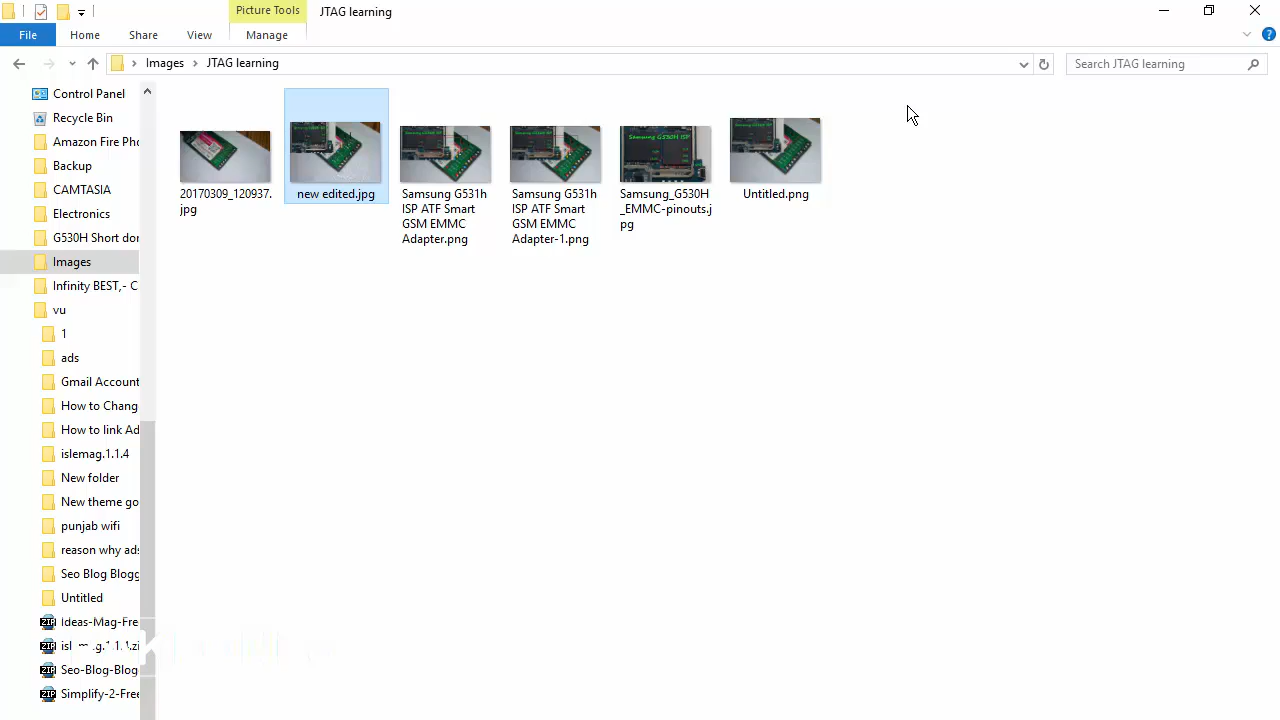 Picture Tools
JTAG learning
File
Home
Share
View
Manage
Images
JTAG learning
Search JTAG learning
Control Panel
Recycle Bin
Amazon Fire Pho
Backup
CAMTASIA
Electronics
G530H Short dor
Images
Infinity BEST,- C
vu
1
ads
Gmail Account
How to Chang
How to link Ad
islemag.1.1.4
New folder
New theme go
punjab wifi
reason why ads
Seo Blog Blogg
Untitled
Ideas-Mag-Fre
Seo-Blog-Blog
Simplify-2-Free
20170309_120937.
jpg
new edited.jpg
Samsung G531h
ISP ATF Smart
GSM EMMC
Adapter.png
Samsung G531h
ISP ATF Smart
GSM EMMC
Adapter-1.png
Samsung G530H ISP
Samsung_G530H
_EMMC-pinouts.j
pg
Untitled.png